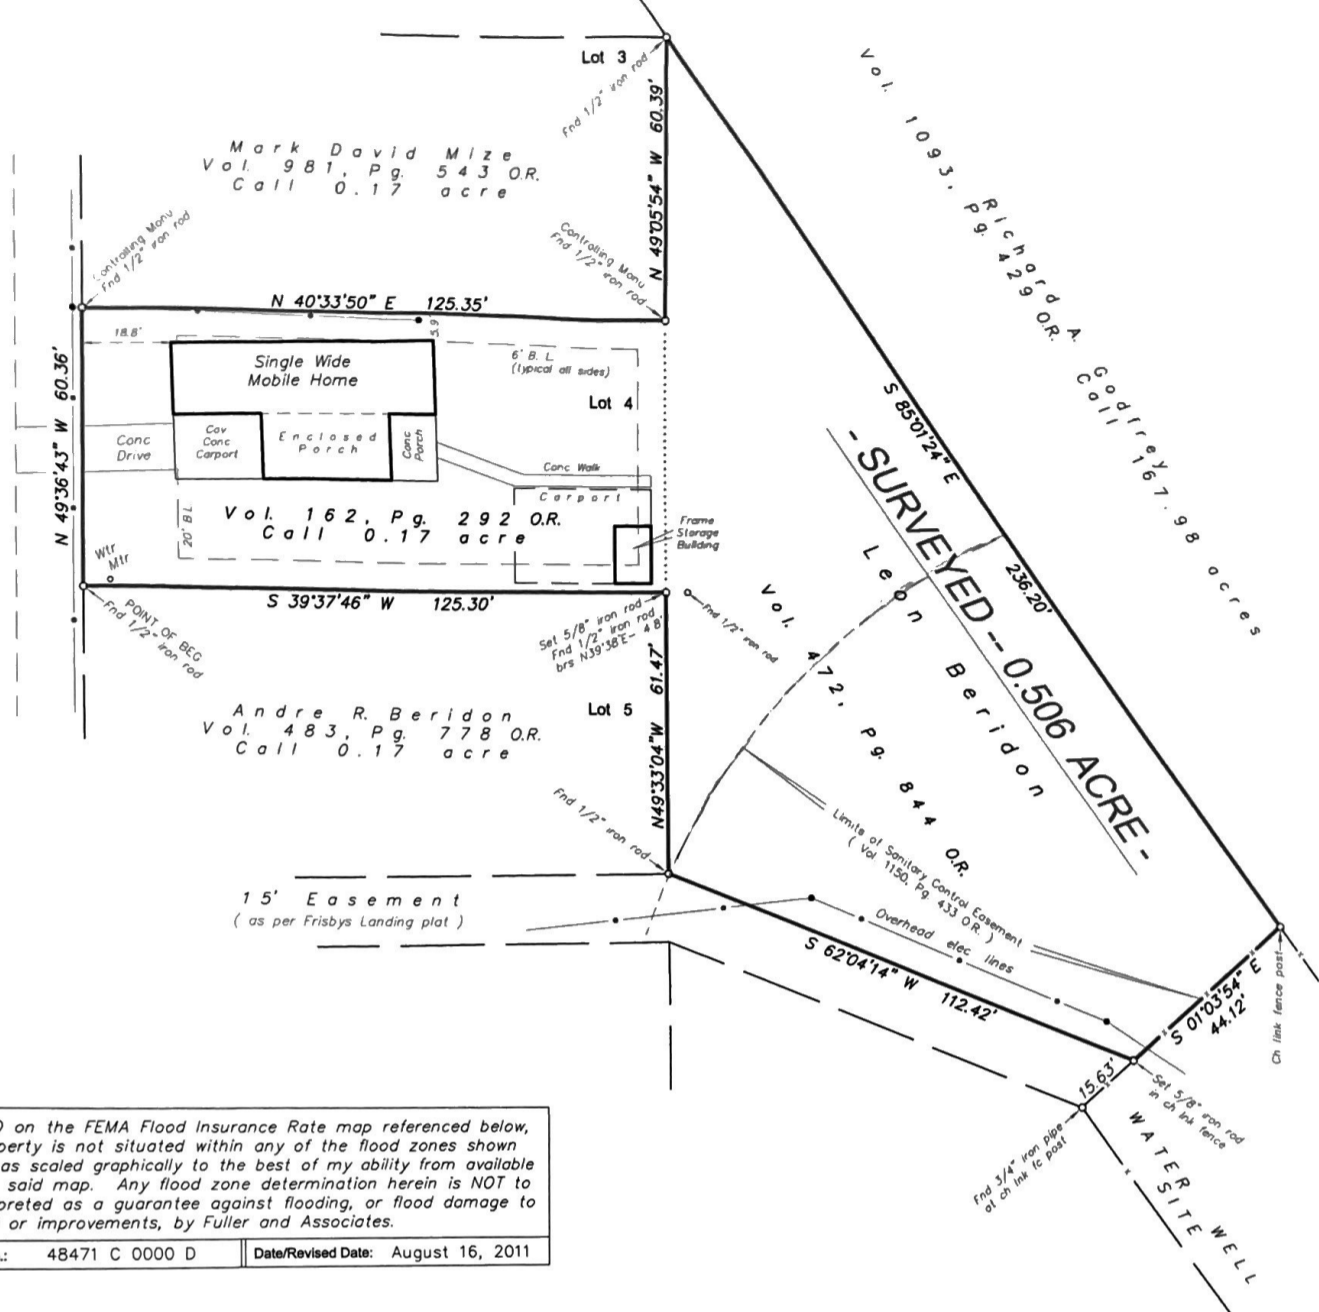 Lot 3
Fnd 1/2" iron rod
N 49°05'54" W 60.39'
Mark David Mize
Vol. 981, Pg. 543 O.R.
Call 0.17 acre
Vol. 1093, Pg. 429 O.R.
Richard A. Godfrey
Call 167.98 acres
Controlling Monu
Fnd 1/2" iron rod
Controlling Monu
Fnd 1/2" iron rod
N 40°33'50" E 125.35'
18.8'
5.9'
Single Wide
Mobile Home
6' B.L
(typical all sides)
Lot 4
N 49°36'43" W 60.36'
Conc
Drive
Cov
Conc
Carport
Enclosed
Porch
Conc
Porch
Conc Walk
Carport
20' BL
Vol. 162, Pg. 292 O.R.
Call 0.17 acre
Frame
Storage
Building
Wtr
Mtr
S 39°37'46" W 125.30'
POINT OF BEG
Fnd 1/2" iron rod
Set 5/8" iron rod
Fnd 1/2" iron rod
brs N39°38'E- 4.8'
Fnd 1/2" iron rod
S 85°01'24" E
236.20'
-SURVEYED -- 0.506 ACRE-
Leon Beridon
Vol. 472, Pg. 844 O.R.
N49°33'04"W 61.47'
Andre R. Beridon
Vol. 483, Pg. 778 O.R.
Call 0.17 acre
Lot 5
Fnd 1/2" iron rod
Limits of Sanitary Control Easement
( Vol 1150, Pg. 433 O.R. )
15' Easement
( as per Frisbys Landing plat )
Overhead elec lines
S 62°04'14" W 112.42'
S 01°03'54" E
44.12'
Ch link fence post
15.63'
Set 5/8" iron rod
in ch lnk fence
Fnd 3/4" iron pipe
at ch lnk fc post
WATER WELL
SITE
on the FEMA Flood Insurance Rate map referenced below,
perty is not situated within any of the flood zones shown
as scaled graphically to the best of my ability from available
said map. Any flood zone determination herein is NOT to
preted as a guarantee against flooding, or flood damage to
or improvements, by Fuller and Associates.
.: 48471 C 0000 D
Date/Revised Date: August 16, 2011